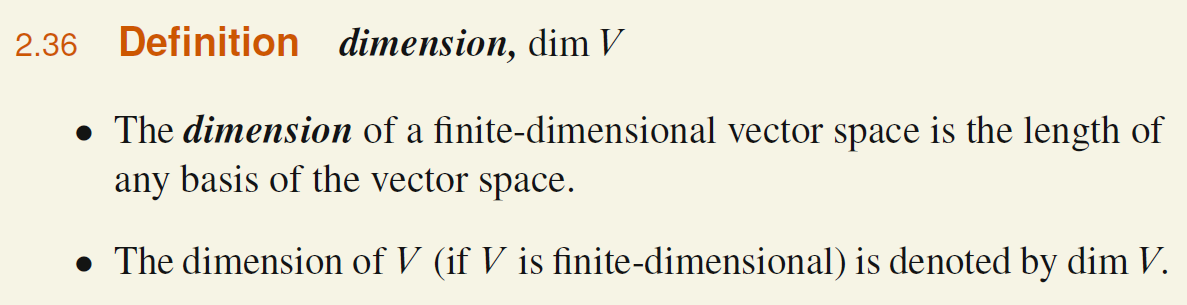 2.36 Definition dimension, dim V
• The dimension of a finite-dimensional vector space is the length of
any basis of the vector space.
• The dimension of V (if V is finite-dimensional) is denoted by dim V.